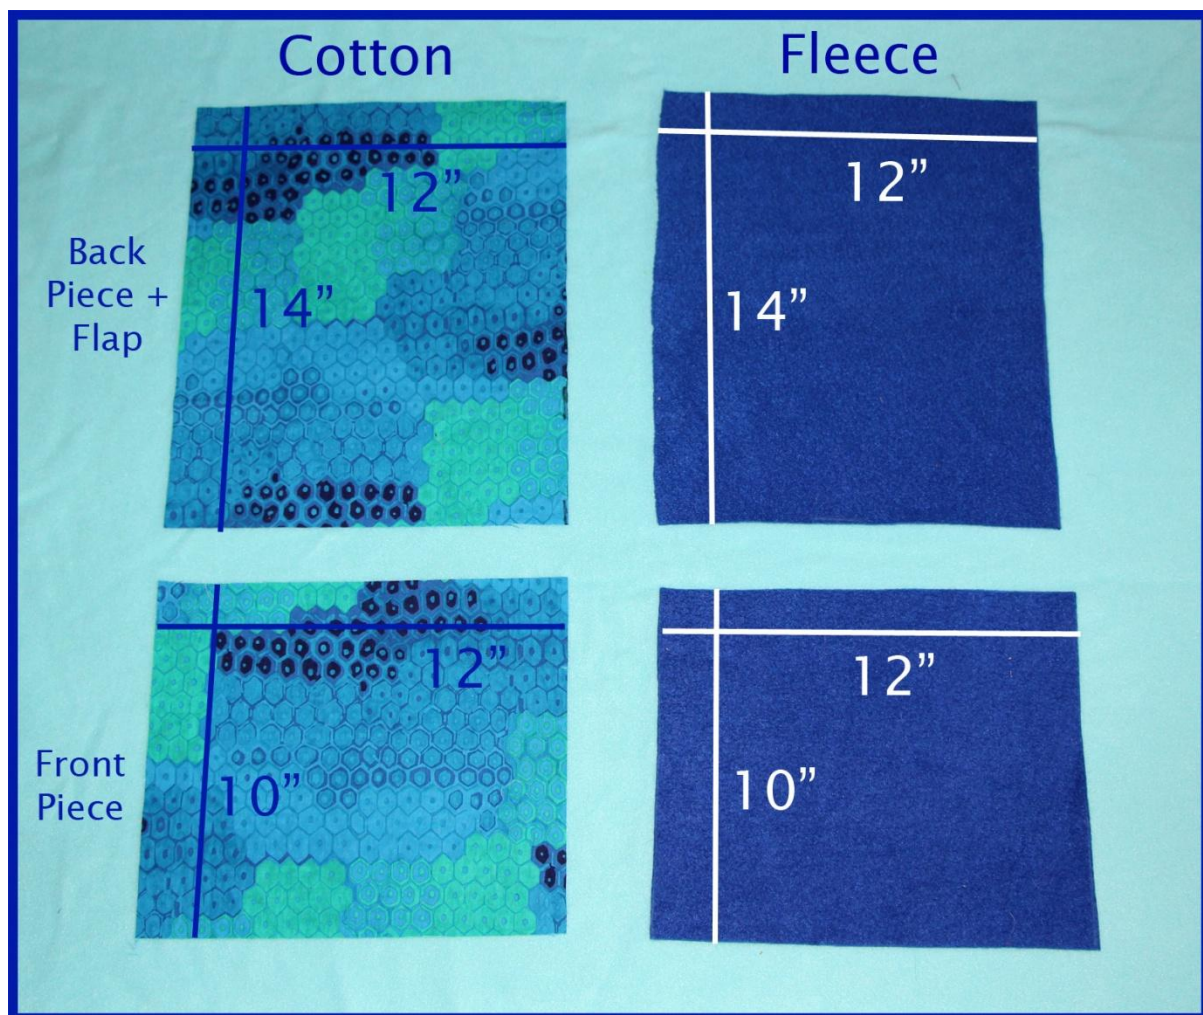 Cotton
Fleece
12”
12”
Back
Piece +
Flap
14”
14”
12”
12”
Front
Piece
10”
10”